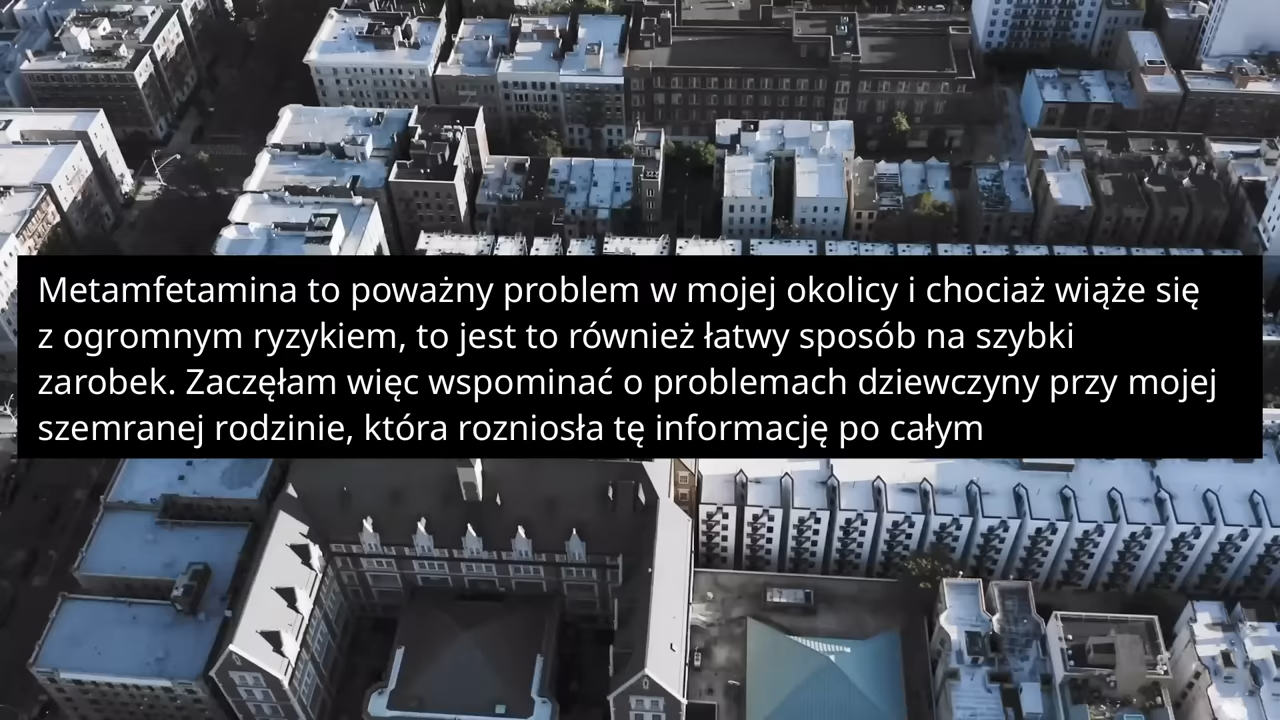 Metamfetamina to poważny problem w mojej okolicy i chociaż wiąże się
z ogromnym ryzykiem, to jest to również łatwy sposób na szybki
zarobek. Zaczęłam więc wspominać o problemach dziewczyny przy mojej
szemranej rodzinie, która rozniosła tę informację po całym